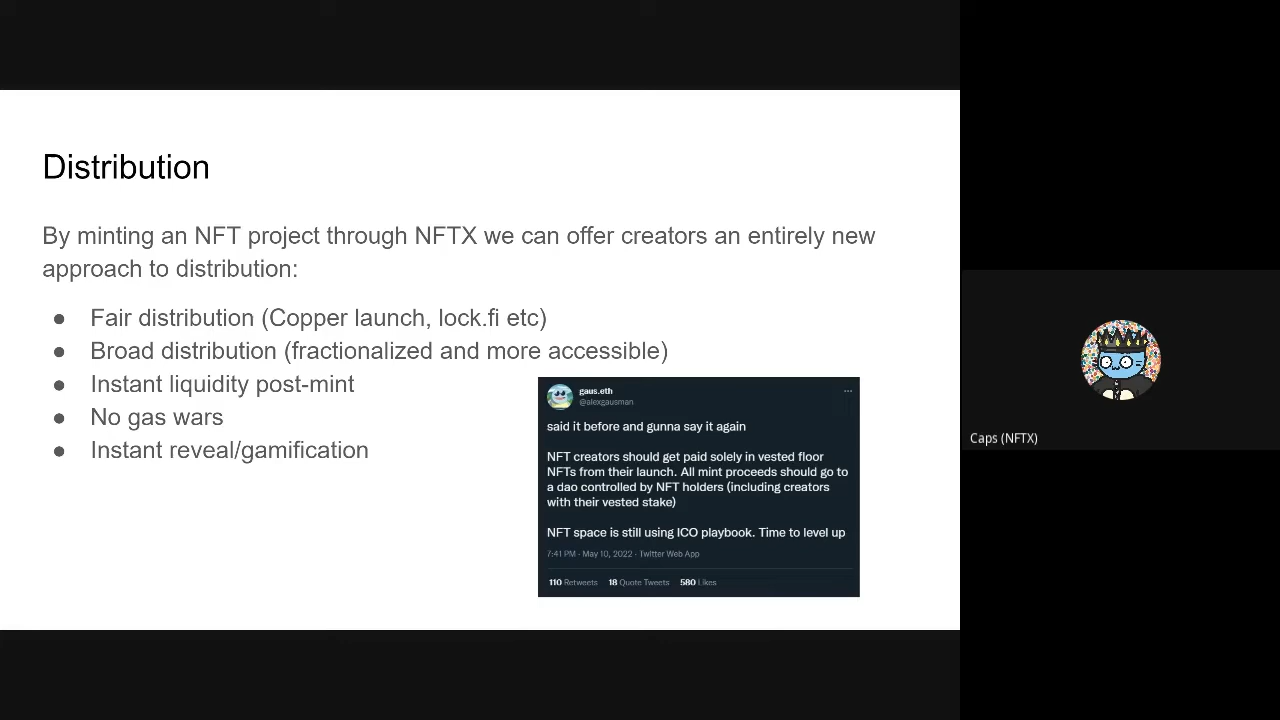 Distribution
By minting an NFT project through NFTX we can offer creators an entirely new
approach to distribution:
● Fair distribution (Copper launch, lock.fi etc)
● Broad distribution (fractionalized and more accessible)
● Instant liquidity post-mint
● No gas wars
● Instant reveal/gamification
gaus.eth
@alexgausman
said it before and gunna say it again
NFT creators should get paid solely in vested floor
NFTs from their launch. All mint proceeds should go to
a dao controlled by NFT holders (including creators
with their vested stake)
NFT space is still using ICO playbook. Time to level up
7:41 PM · May 10, 2022 · Twitter Web App
110 Retweets 18 Quote Tweets 580 Likes
Caps (NFTX)